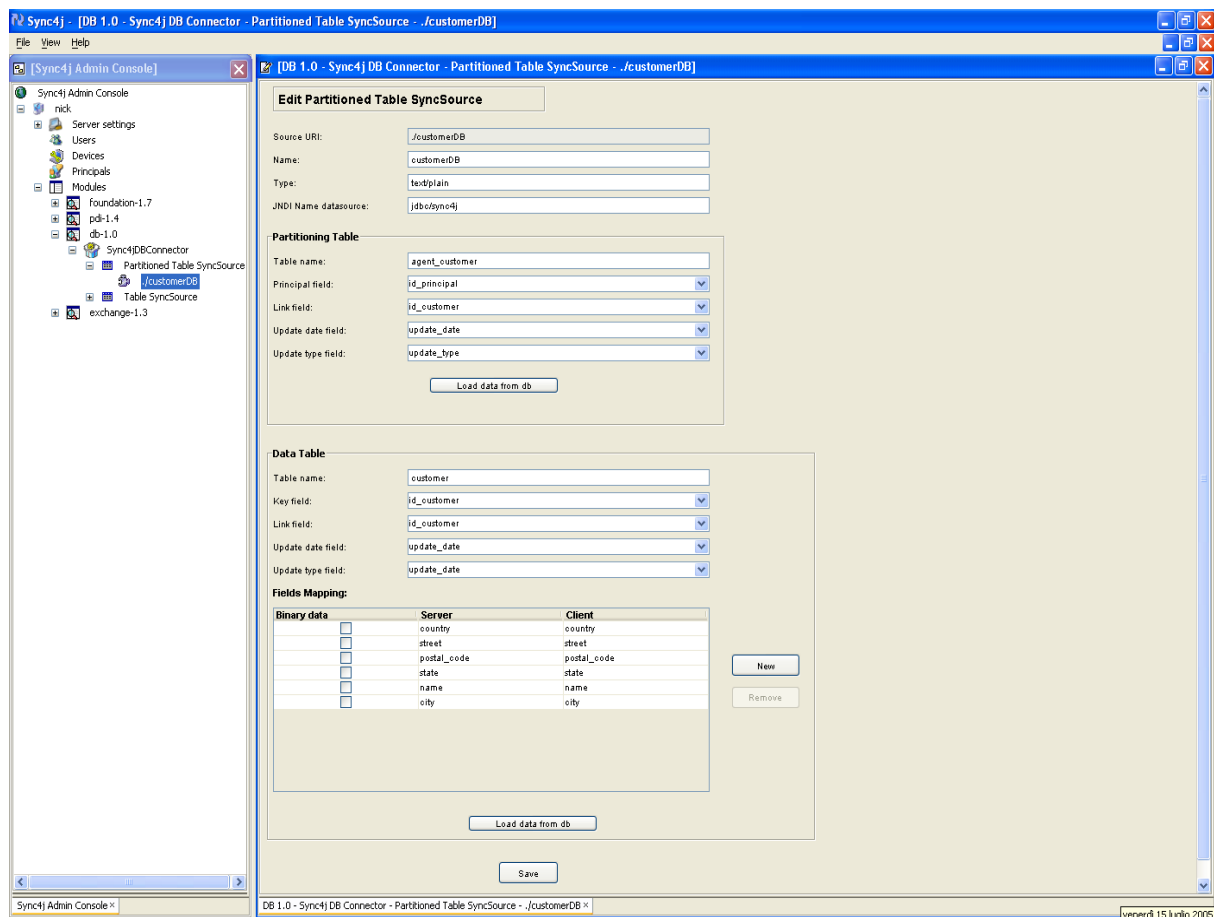 Sync4j - [DB 1.0 - Sync4j DB Connector - Partitioned Table SyncSource - ./customerDB]
File View Help
[Sync4j Admin Console]
Sync4j Admin Console
nick
Server settings
Users
Devices
Principals
Modules
foundation-1.7
pdi-1.4
db-1.0
Sync4jDBConnector
Partitioned Table SyncSource
./customerDB
Table SyncSource
exchange-1.3
Sync4j Admin Console
[DB 1.0 - Sync4j DB Connector - Partitioned Table SyncSource - ./customerDB]
Edit Partitioned Table SyncSource
Source URI: ./customerDB
Name: customerDB
Type: text/plain
JNDI Name datasource: jdbc/sync4j
Partitioning Table
Table name: agent_customer
Principal field: id_principal
Link field: id_customer
Update date field: update_date
Update type field: update_type
Load data from db
Data Table
Table name: customer
Key field: id_customer
Link field: id_customer
Update date field: update_date
Update type field: update_date
Fields Mapping:
Binary data Server Client
country country
street street
postal_code postal_code
state state
name name
city city
New
Remove
Load data from db
Save
DB 1.0 - Sync4j DB Connector - Partitioned Table SyncSource - ./customerDB
venerdì 15 luglio 2005